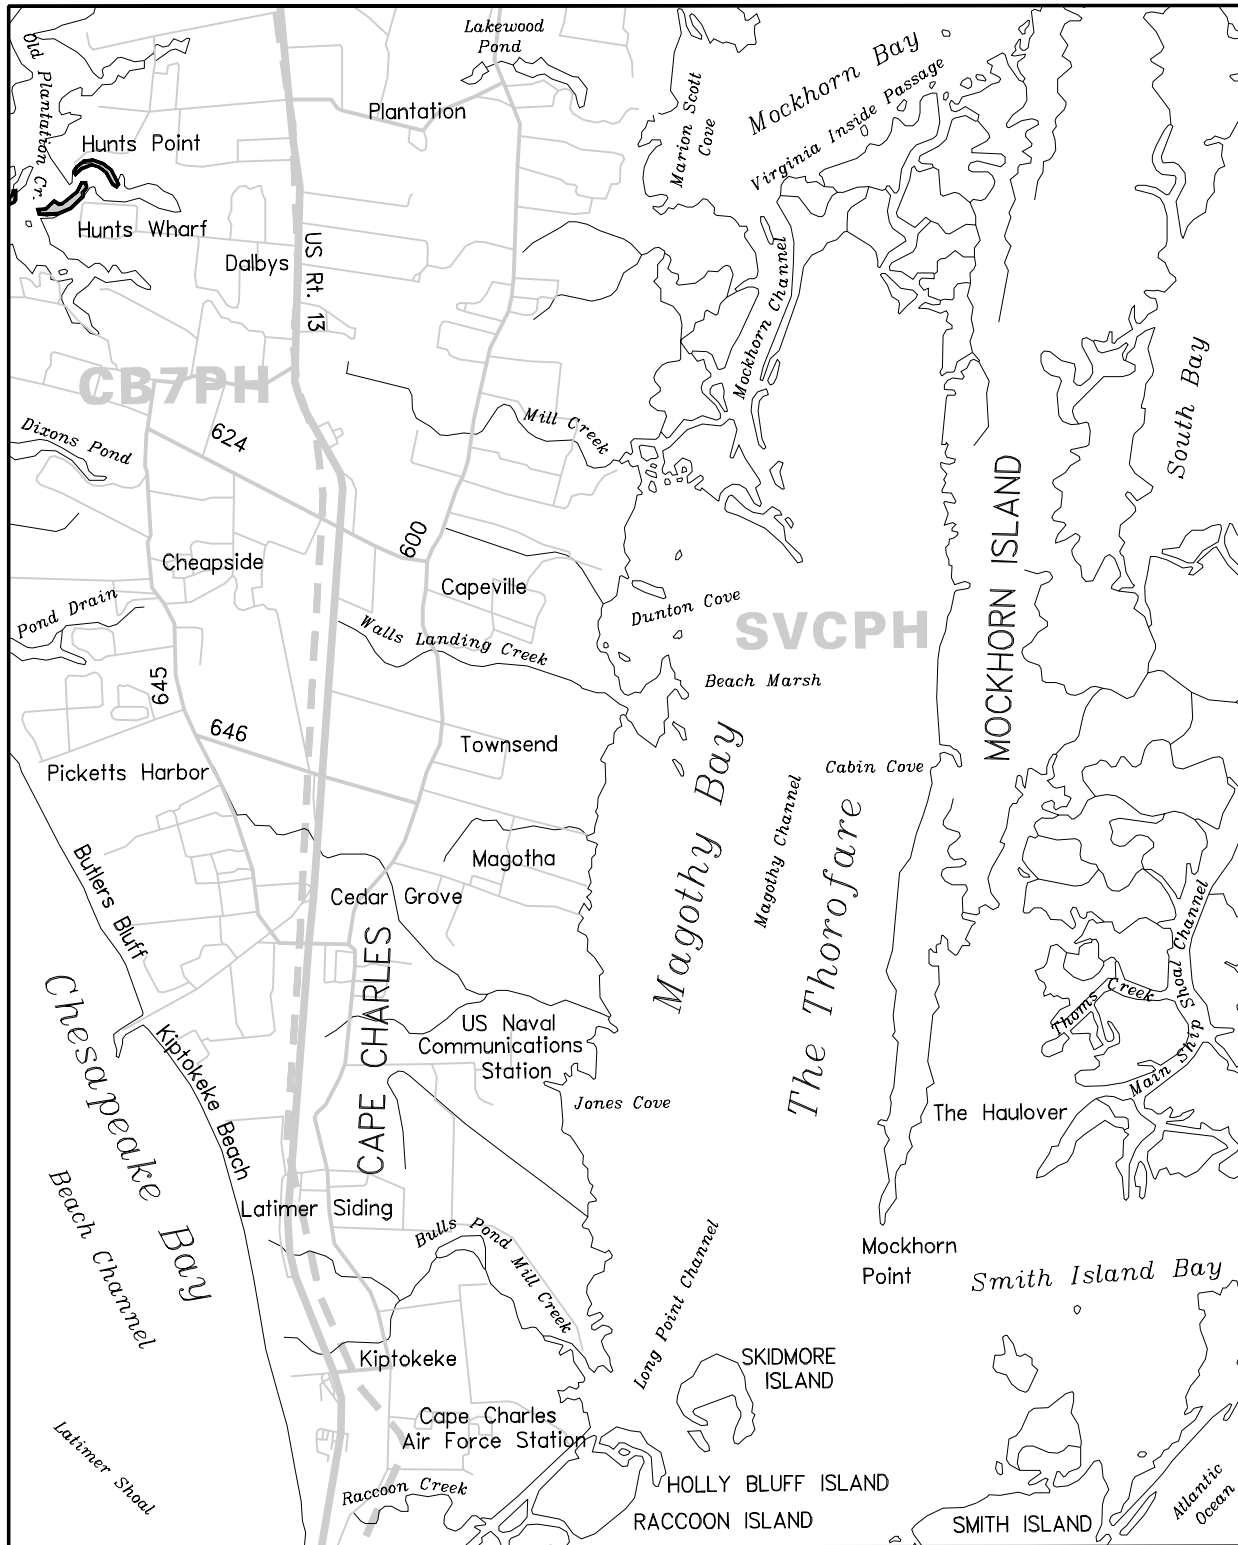 Lakewood
Pond
Old Plantation Cr.
Plantation
Mockhorn Bay
Virginia Inside Passage
Marion Scott
Cove
Hunts Point
Hunts Wharf
Dalbys
US Rt. 13
Mockhorn Channel
South Bay
CB7PH
Dixons Pond
624
Mill Creek
600
MOCKHORN ISLAND
Cheapside
Capeville
Pond Drain
Walls Landing Creek
Dunton Cove
SVCPH
Beach Marsh
645
646
Townsend
Picketts Harbor
Magothy Bay
Magothy Channel
Cabin Cove
The Thorofare
Butlers Bluff
Magotha
Cedar Grove
CAPE CHARLES
Main Ship Shoal Channel
Thoms Creek
Chesapeake Bay
US Naval
Communications
Station
Kiptokeke Beach
Jones Cove
The Haulover
Beach Channel
Latimer Siding
Bulls Pond Mill Creek
Long Point Channel
Mockhorn
Point
Smith Island Bay
Kiptokeke
SKIDMORE
ISLAND
Cape Charles
Air Force Station
Latimer Shoal
Raccoon Creek
HOLLY BLUFF ISLAND
RACCOON ISLAND
SMITH ISLAND
Atlantic
Ocean